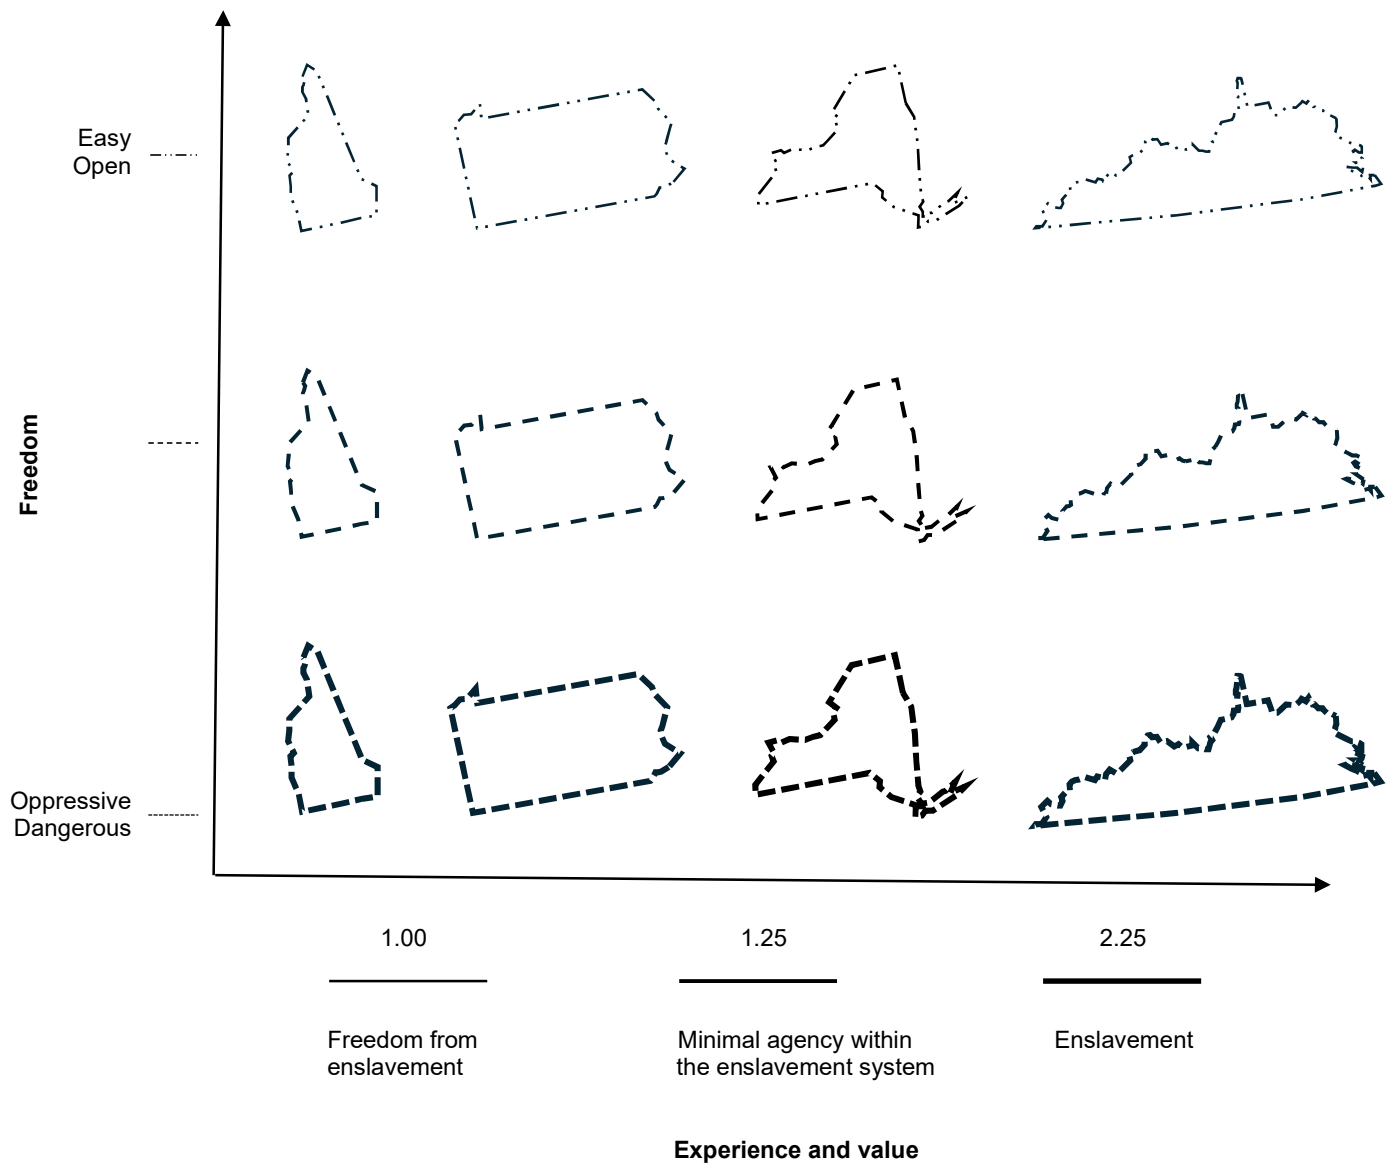 Easy
Open
Freedom
Oppressive
Dangerous
1.00
1.25
2.25
Freedom from
enslavement
Minimal agency within
the enslavement system
Enslavement
Experience and value